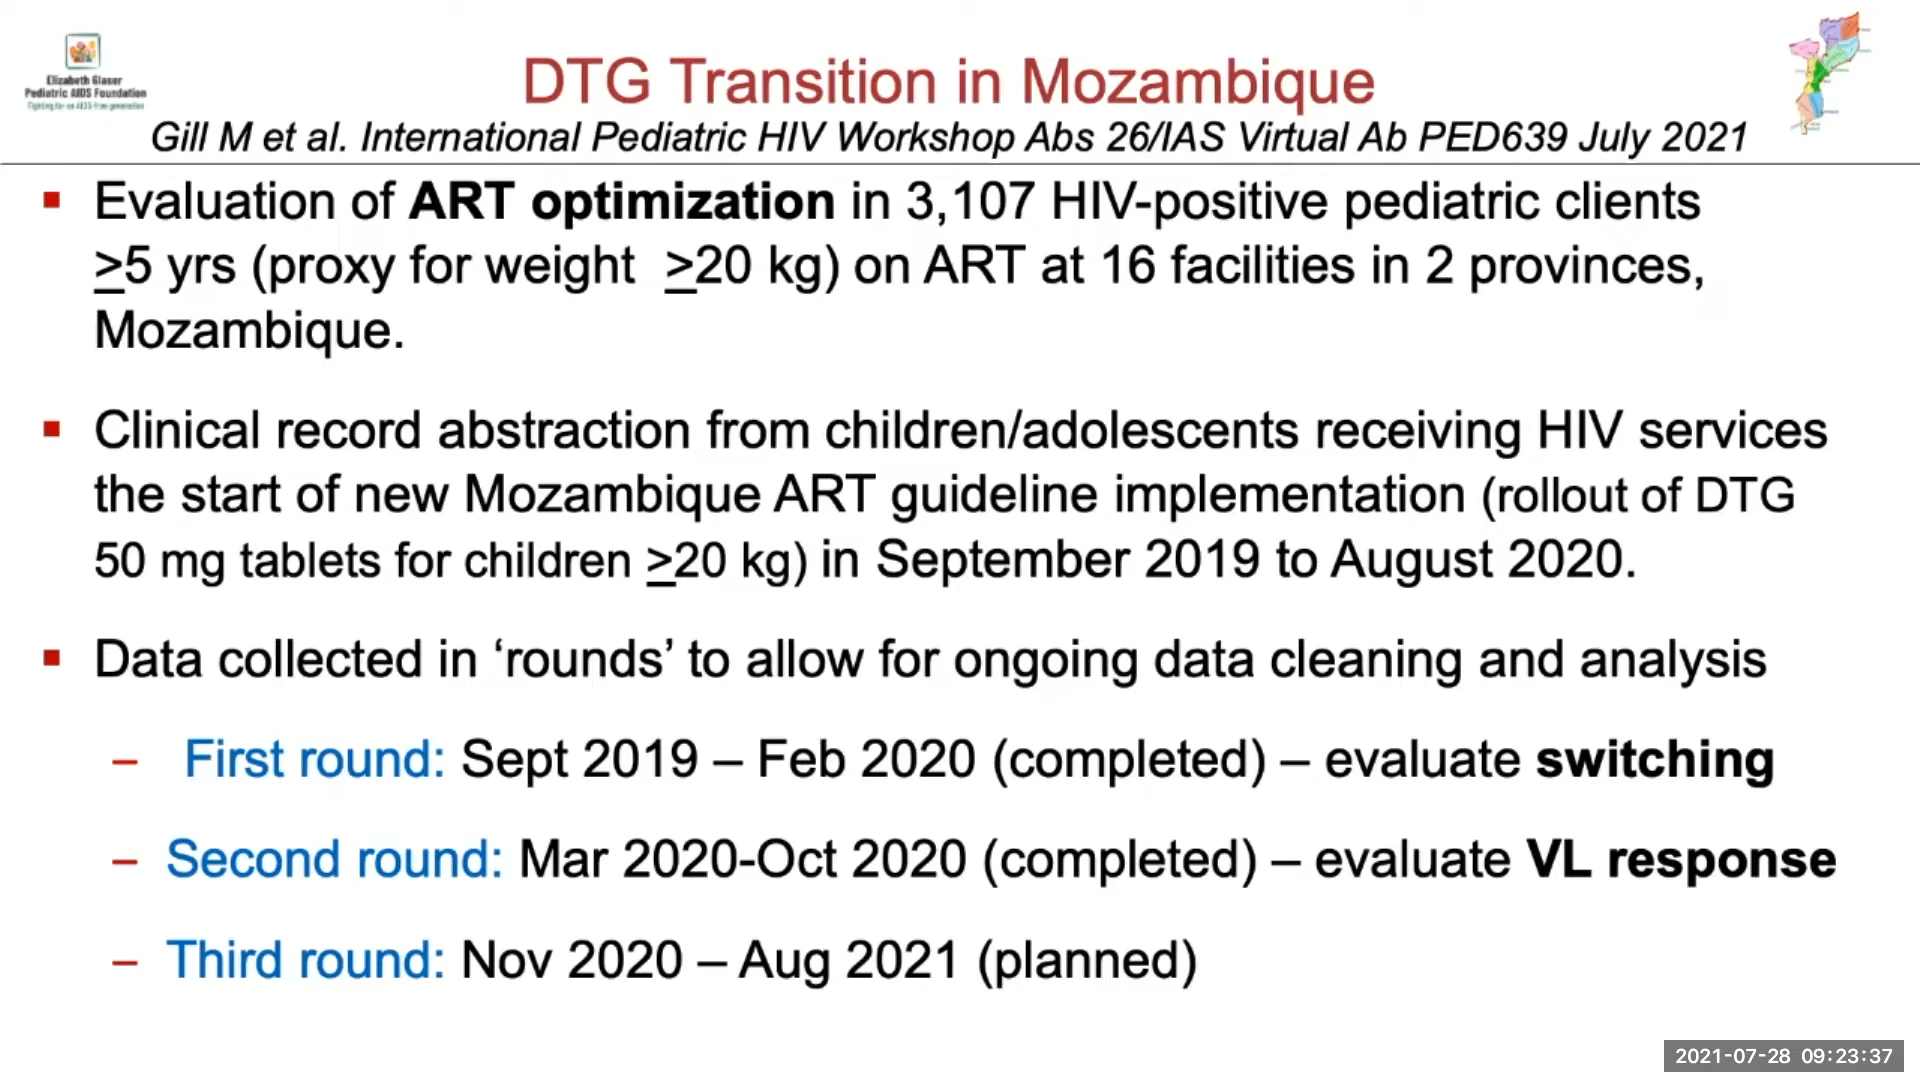 Elizabeth Glaser
Pediatric AIDS Foundation
Fighting for an AIDS-free generation
DTG Transition in Mozambique
Gill M et al. International Pediatric HIV Workshop Abs 26/IAS Virtual Ab PED639 July 2021
▪ Evaluation of ART optimization in 3,107 HIV-positive pediatric clients
≥5 yrs (proxy for weight ≥20 kg) on ART at 16 facilities in 2 provinces,
Mozambique.
▪ Clinical record abstraction from children/adolescents receiving HIV services
the start of new Mozambique ART guideline implementation (rollout of DTG
50 mg tablets for children ≥20 kg) in September 2019 to August 2020.
▪ Data collected in ‘rounds’ to allow for ongoing data cleaning and analysis
– First round: Sept 2019 – Feb 2020 (completed) – evaluate switching
– Second round: Mar 2020-Oct 2020 (completed) – evaluate VL response
– Third round: Nov 2020 – Aug 2021 (planned)
2021-07-28 09:23:37